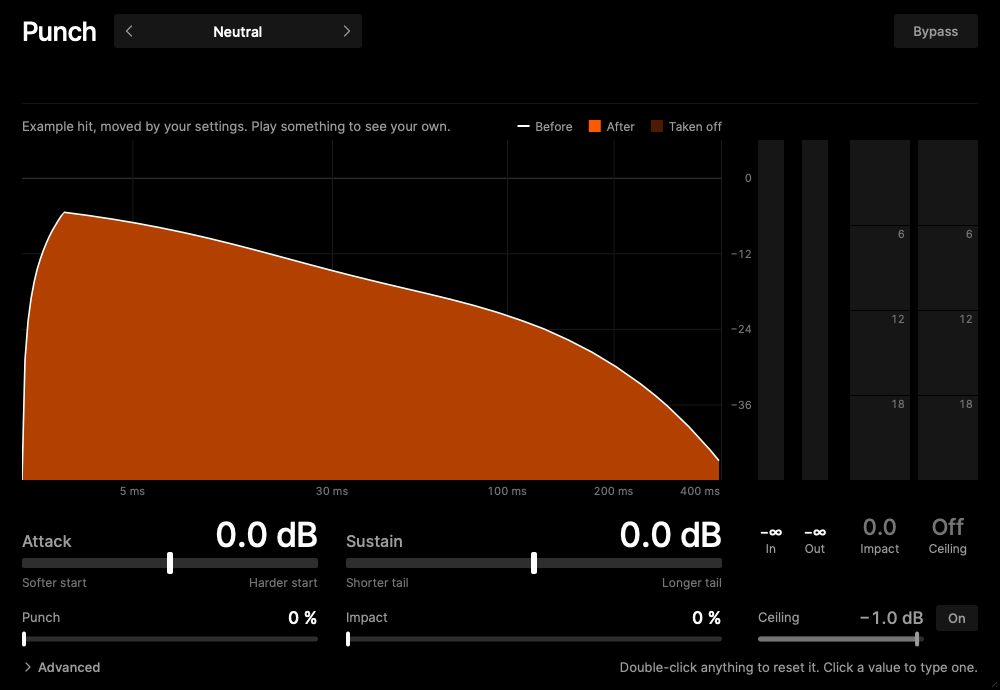 Punch
Neutral
Bypass
Example hit, moved by your settings. Play something to see your own.
Before
After
Taken off
0
−12
−24
−36
6
12
18
6
12
18
5 ms
30 ms
100 ms
200 ms
400 ms
Attack
0.0 dB
Softer start
Harder start
Sustain
0.0 dB
Shorter tail
Longer tail
−∞
In
−∞
Out
0.0
Impact
Off
Ceiling
Punch
0 %
Impact
0 %
Ceiling
−1.0 dB
On
Advanced
Double-click anything to reset it. Click a value to type one.